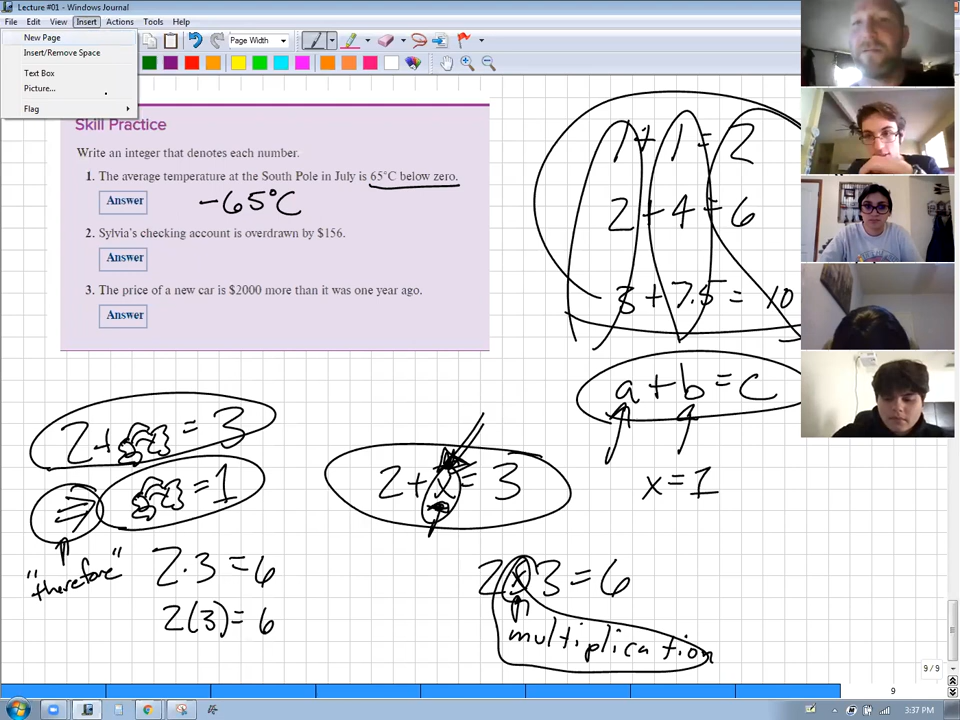 Lecture #01 - Windows Journal
File Edit View Insert Actions Tools Help
New Page
Insert/Remove Space
Text Box
Picture...
Flag
Page Width
Skill Practice
Write an integer that denotes each number.
1. The average temperature at the South Pole in July is 65°C below zero.
Answer
-65°C
2. Sylvia's checking account is overdrawn by $156.
Answer
3. The price of a new car is $2000 more than it was one year ago.
Answer
1 + 1 = 2
2 + 4 = 6
3 + 7.5 = 10
a + b = c
2 + = 3
⇒ = 1
"therefore"
2 + x = 3
x = 1
2 · 3 = 6
2(3) = 6
2 x 3 = 6
multiplication
9 / 9
9
3:37 PM